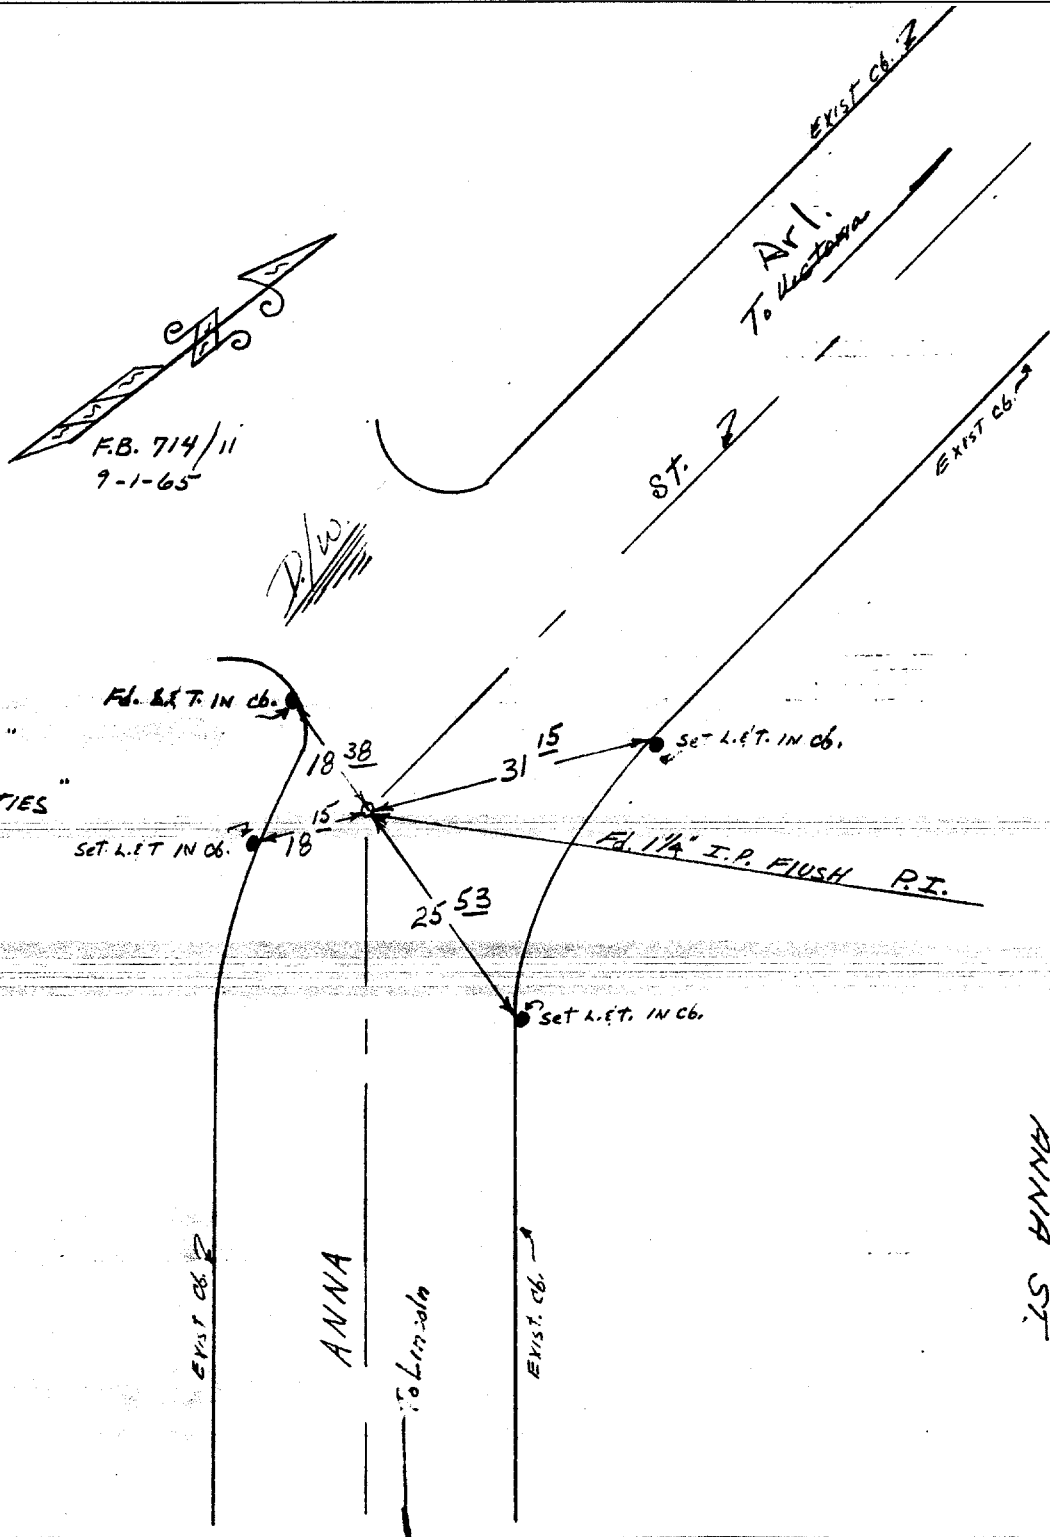 EXIST Cb.
Arl.
To Victoria
F.B. 714/11
9-1-65
ST.
EXIST Cb.
D/W
Fd. L&T. IN Cb.
"
TIES"
18 38
31 15
Set L.&T. IN Cb.
Set L.&T IN Cb.
18 15
Fd. 1¼" I.P. FLUSH P.I.
25 53
Set L.&T. IN Cb.
ANNA ST.
EXIST Cb.
ANNA
To Lincoln
EXIST. Cb.